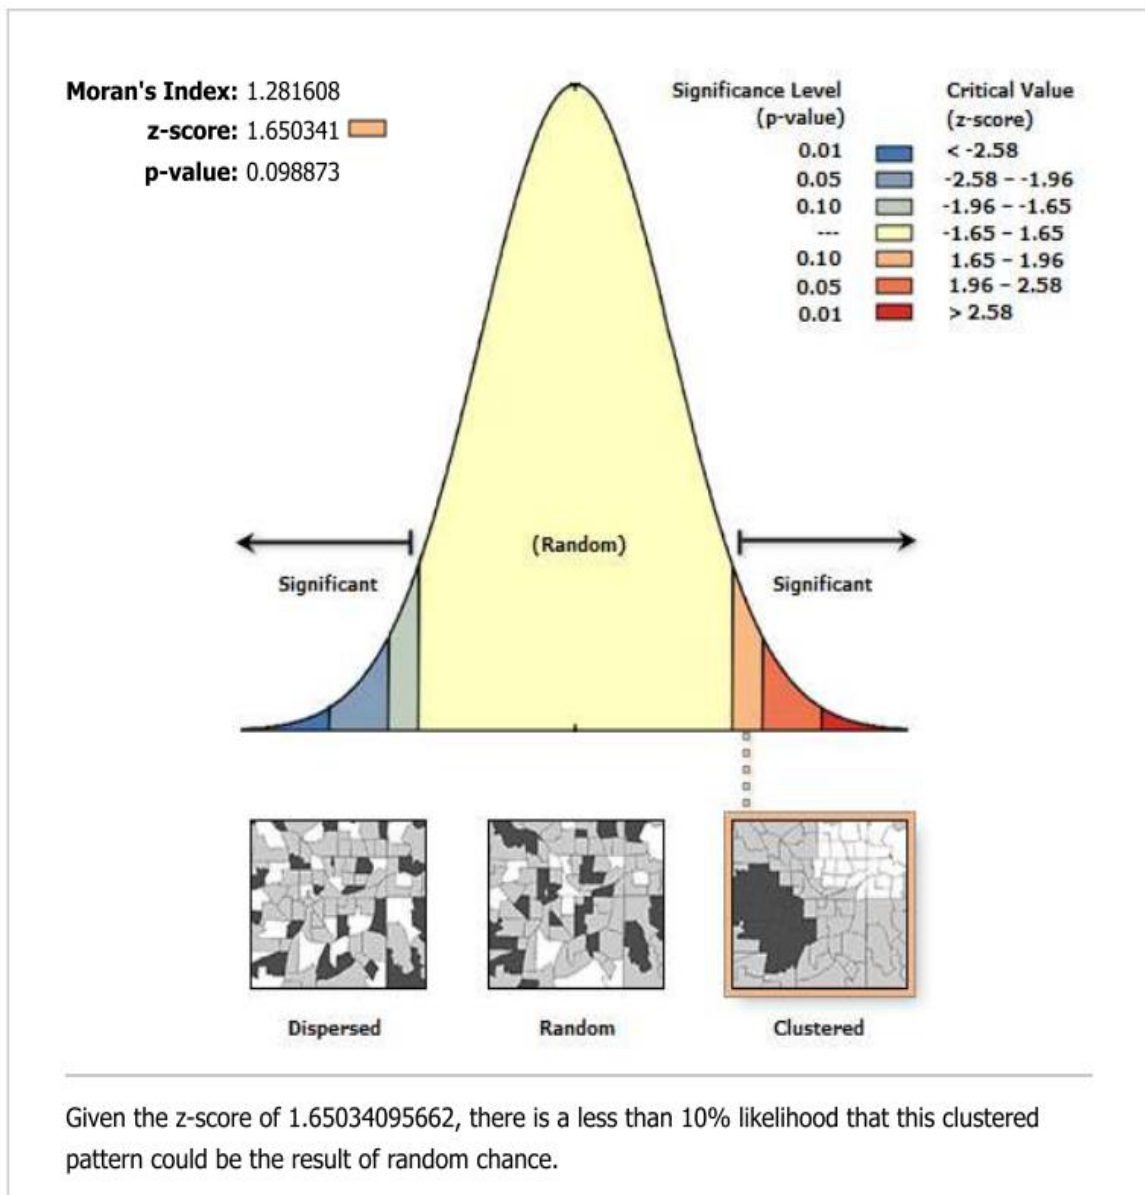 Moran's Index: 1.281608
z-score: 1.650341
p-value: 0.098873
Significance Level
(p-value)
Critical Value
(z-score)
0.01 < -2.58
0.05 -2.58 – -1.96
0.10 -1.96 – -1.65
--- -1.65 – 1.65
0.10 1.65 – 1.96
0.05 1.96 – 2.58
0.01 > 2.58
(Random)
Significant
Significant
Dispersed
Random
Clustered
Given the z-score of 1.65034095662, there is a less than 10% likelihood that this clustered
pattern could be the result of random chance.